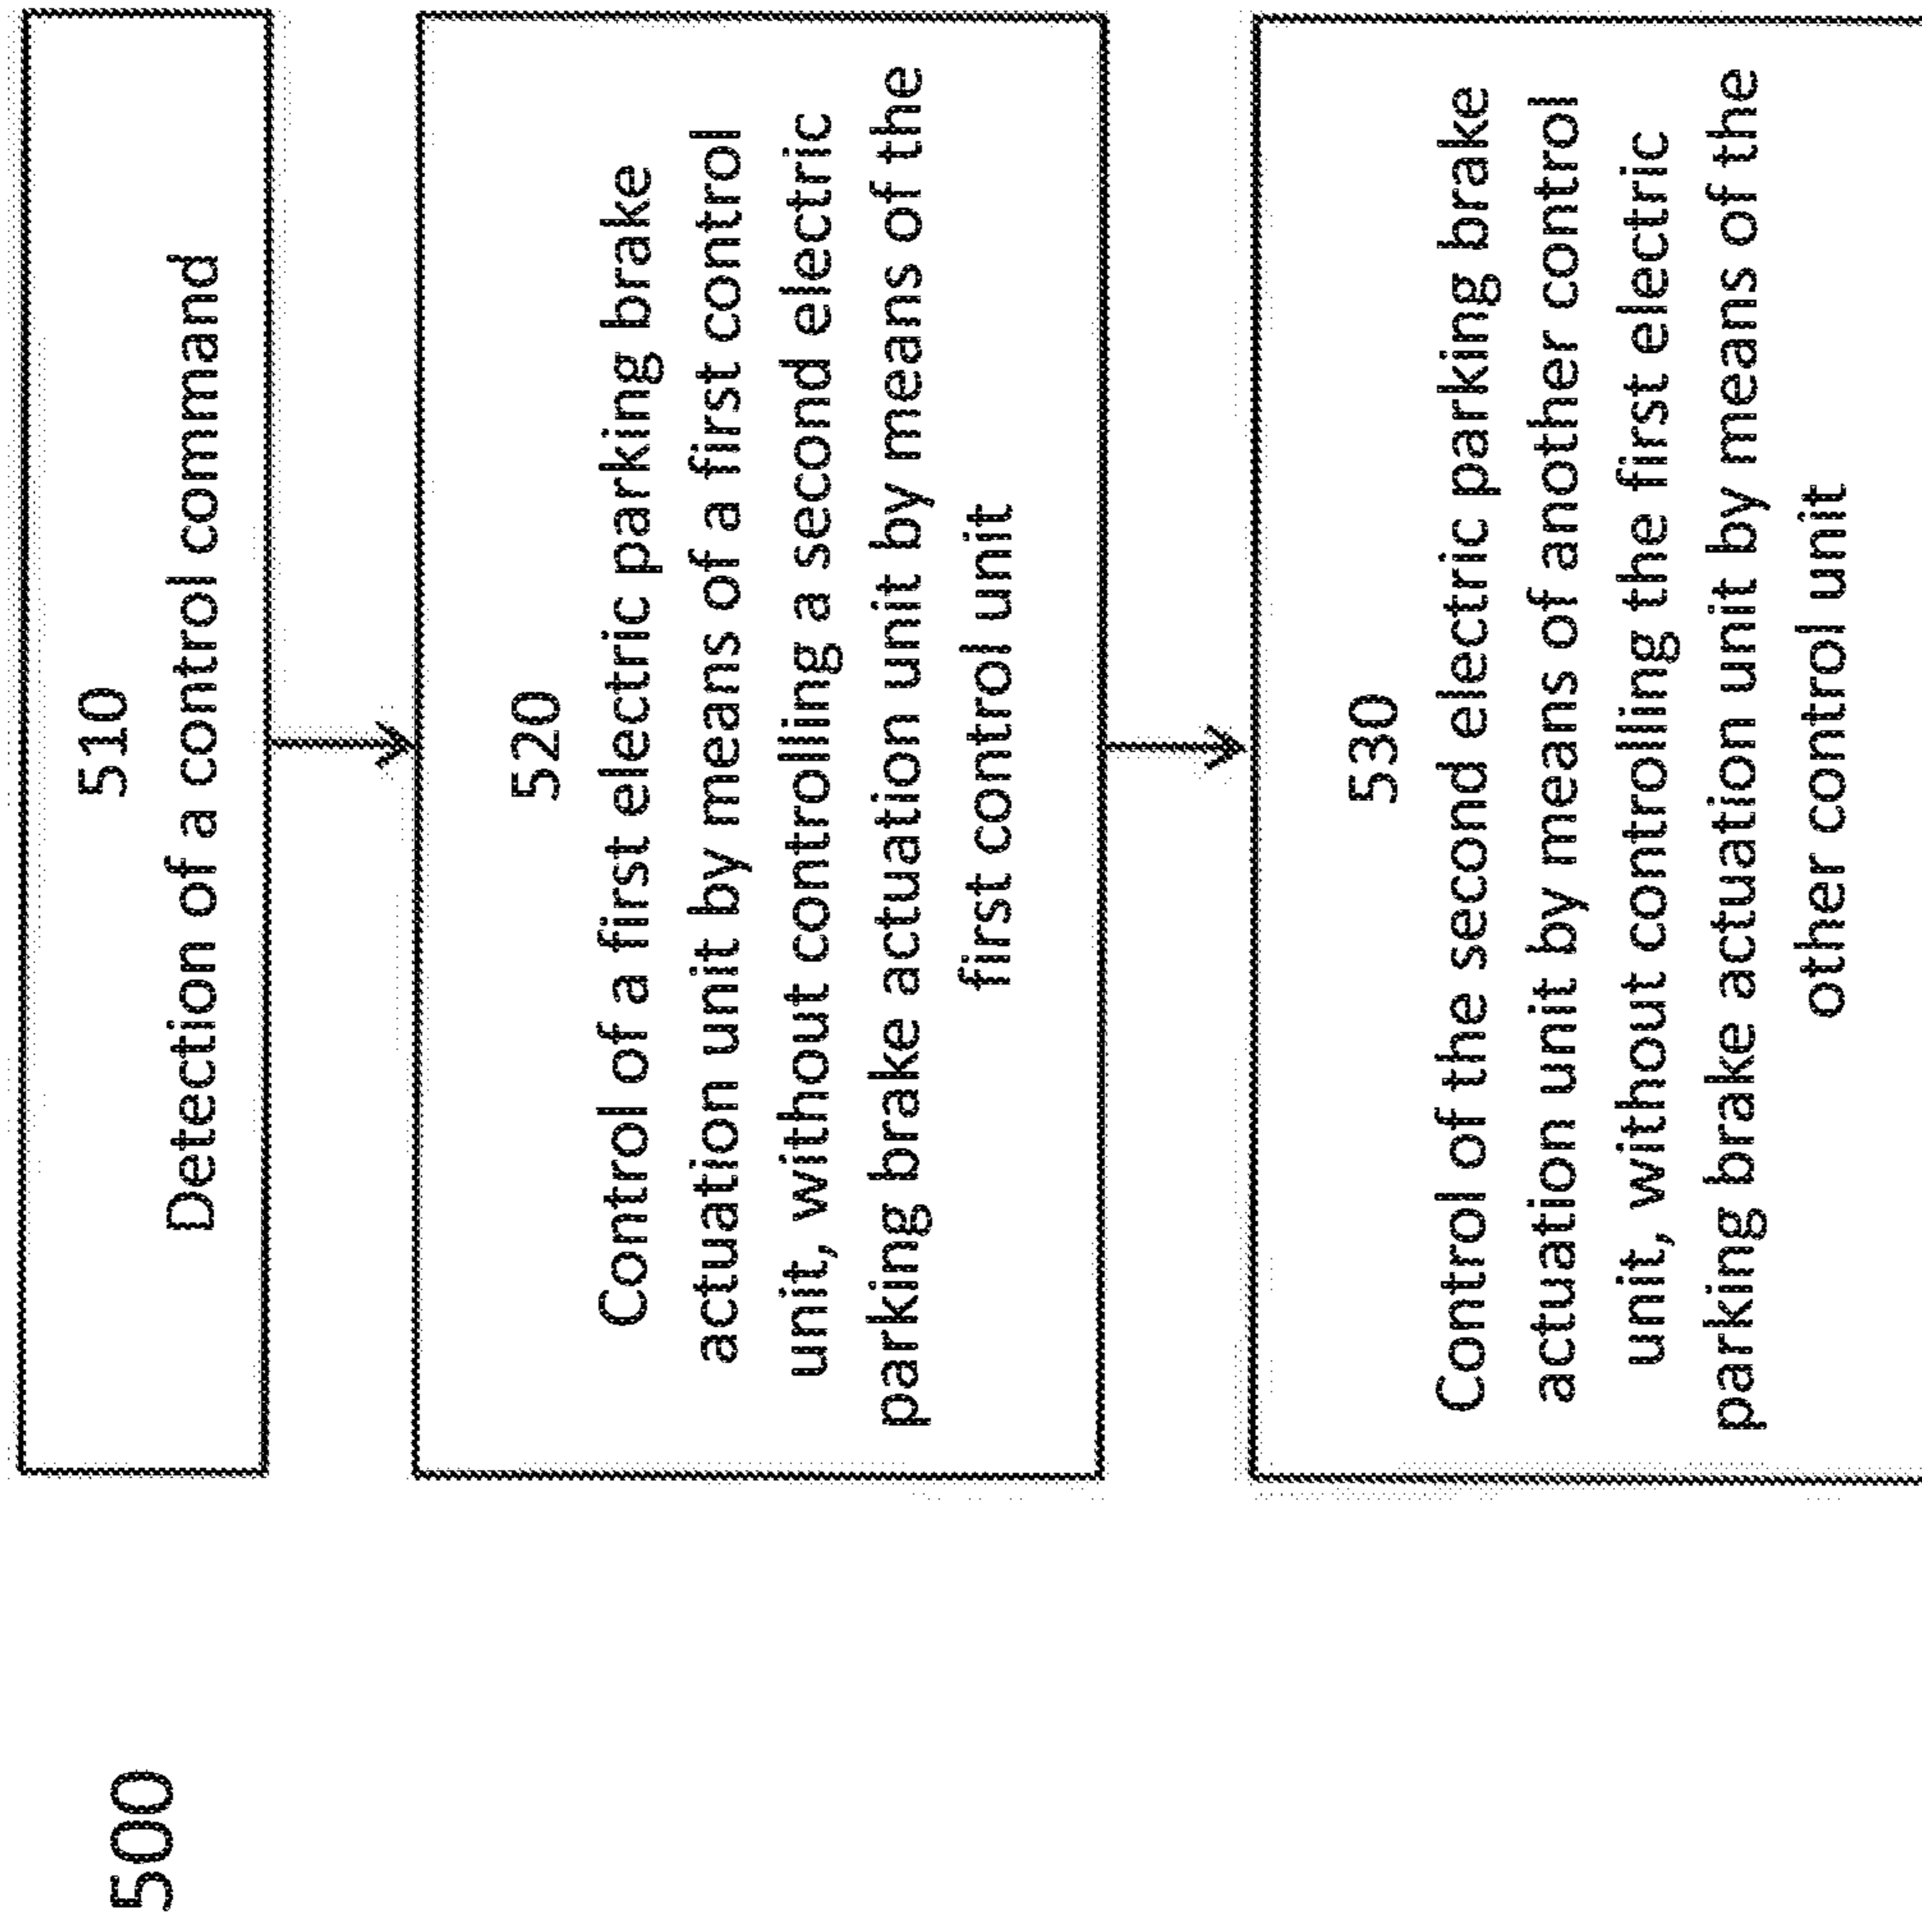 500
510
Detection of a control command
520
Control of a first electric parking brake
actuation unit by means of a first control
unit, without controlling a second electric
parking brake actuation unit by means of the
first control unit
530
Control of the second electric parking brake
actuation unit by means of another control
unit, without controlling the first electric
parking brake actuation unit by means of the
other control unit